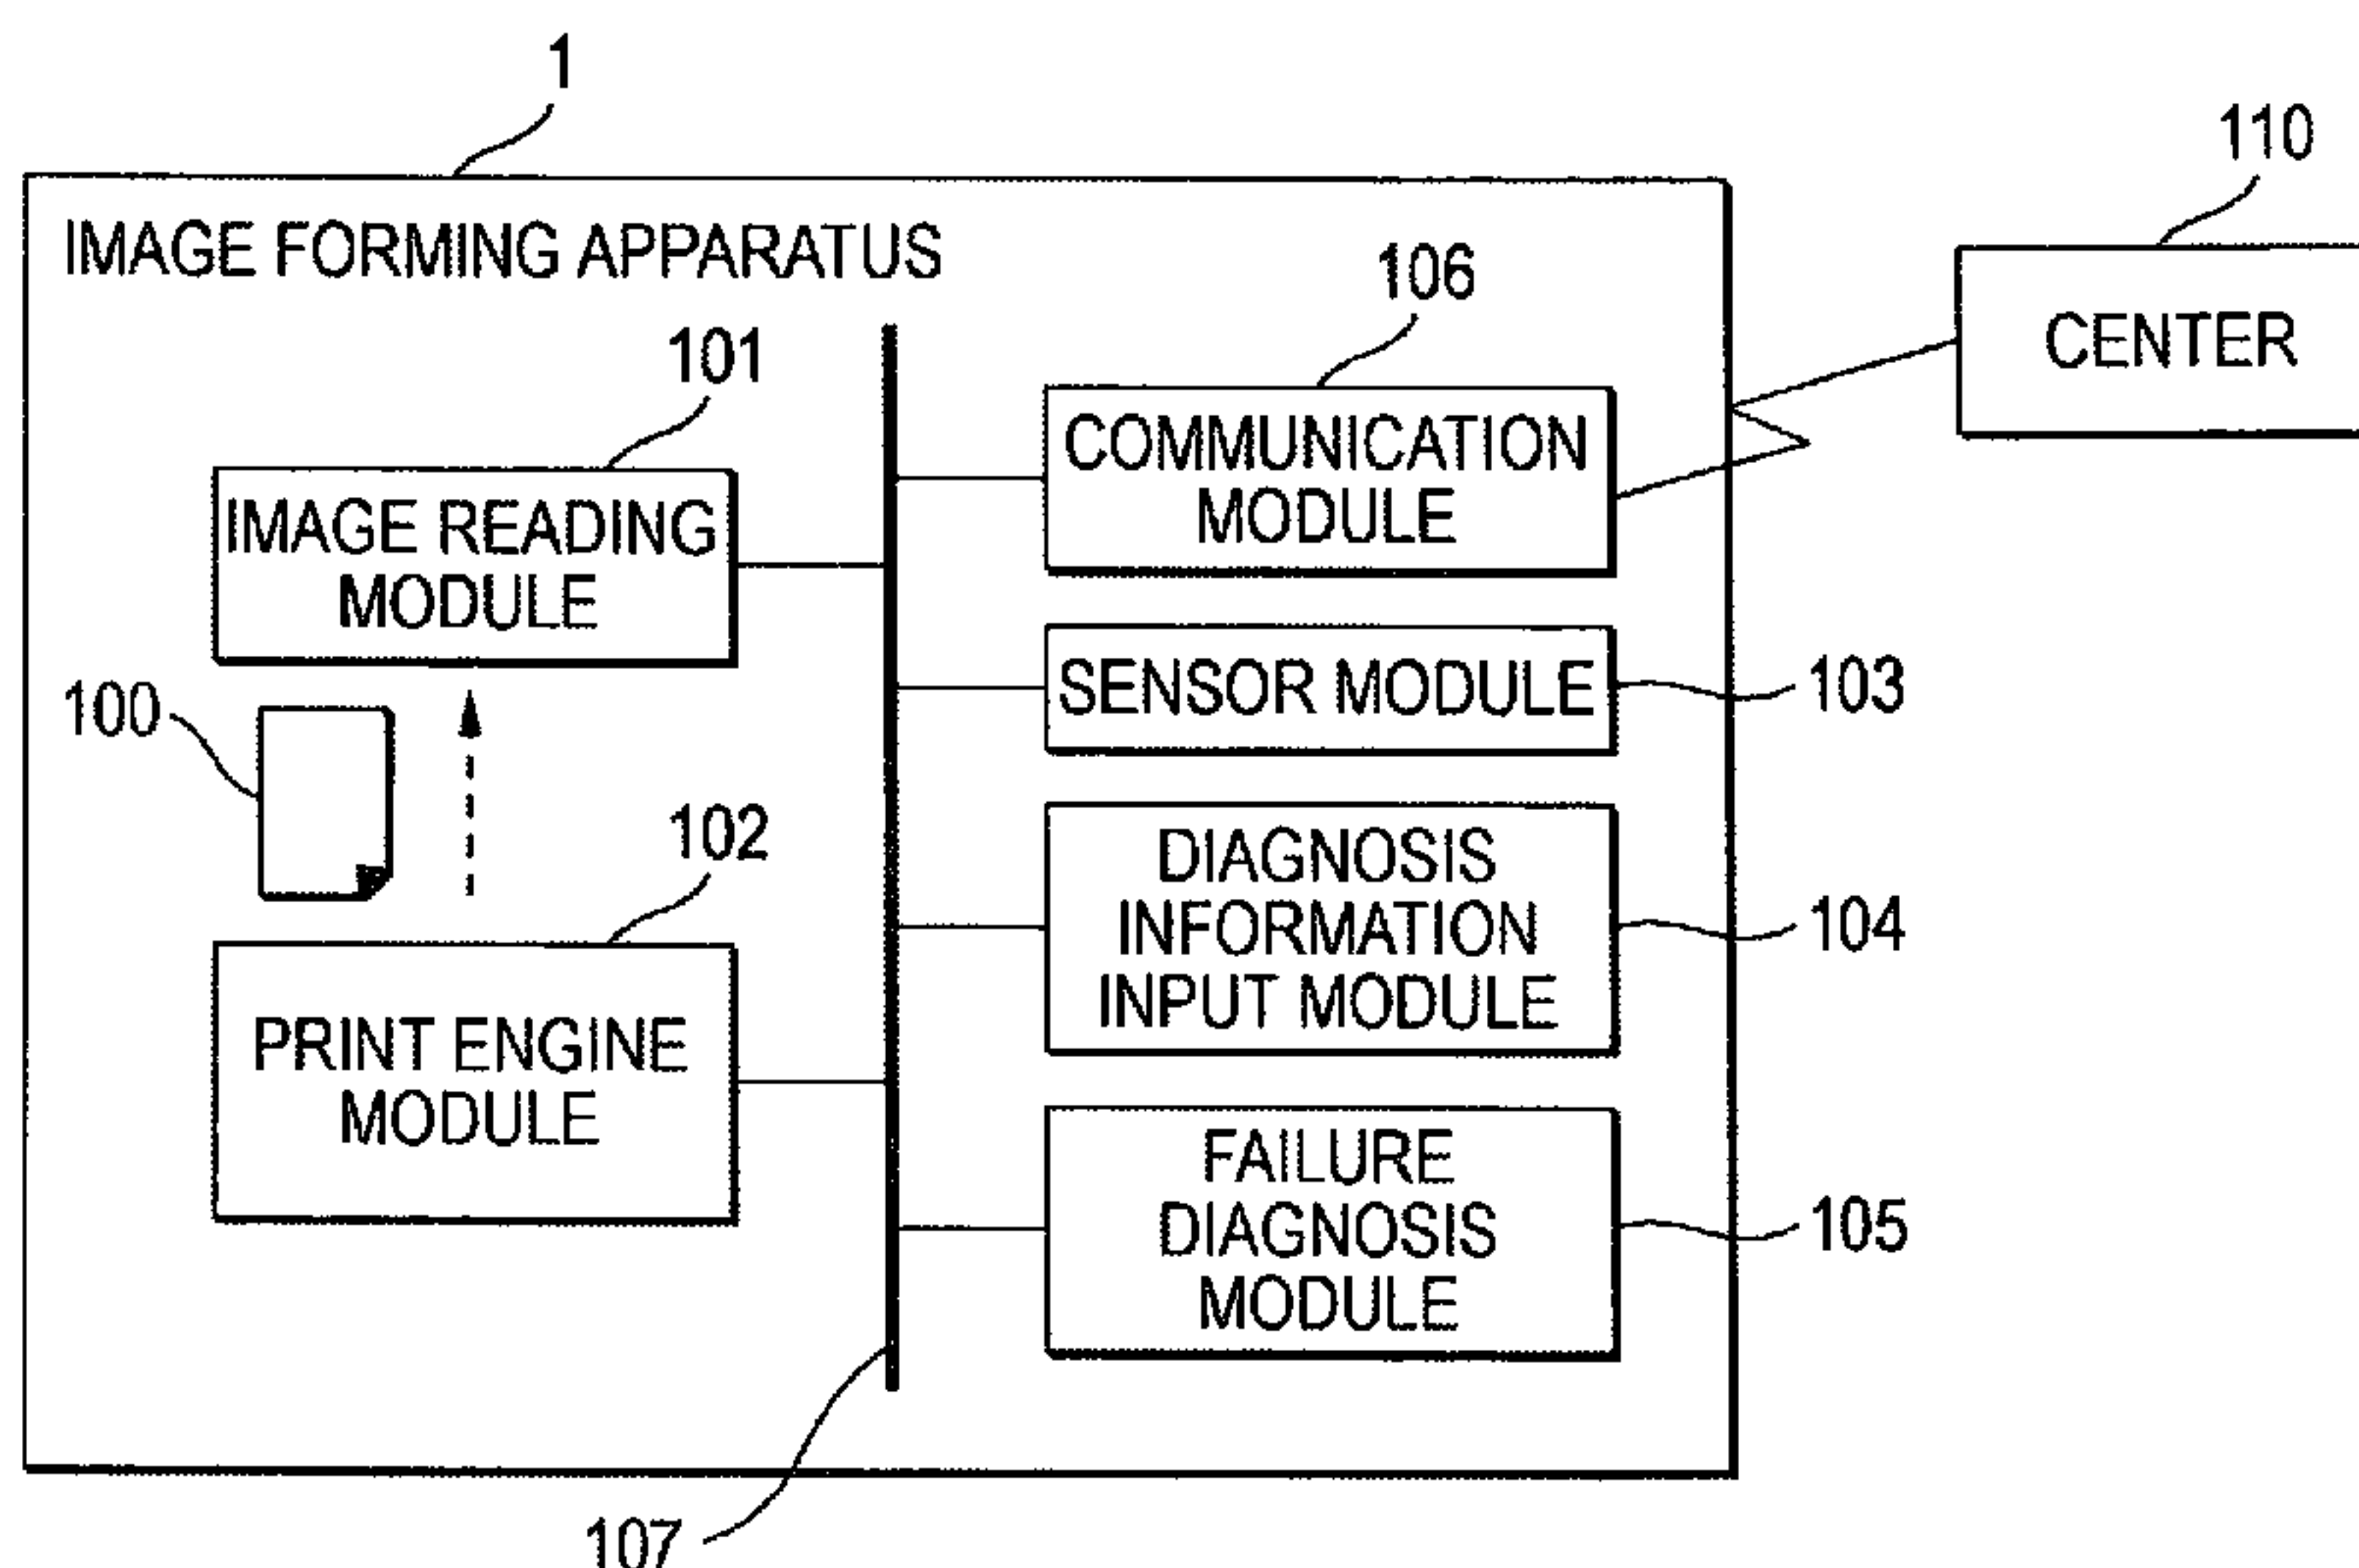 1
110
IMAGE FORMING APPARATUS
106
CENTER
101
COMMUNICATION
MODULE
IMAGE READING
MODULE
SENSOR MODULE
103
100
102
DIAGNOSIS
INFORMATION
INPUT MODULE
104
PRINT ENGINE
MODULE
FAILURE
DIAGNOSIS
MODULE
105
107